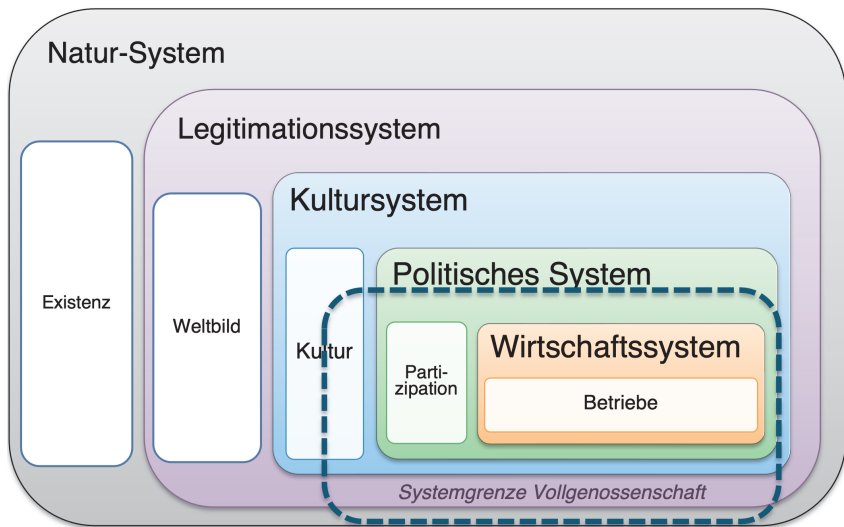 Natur-System
Legitimationssystem
Kultursystem
Politisches System
Existenz
Weltbild
Kultur
Wirtschaftssystem
Parti-
zipation
Betriebe
Systemgrenze Vollgenossenschaft